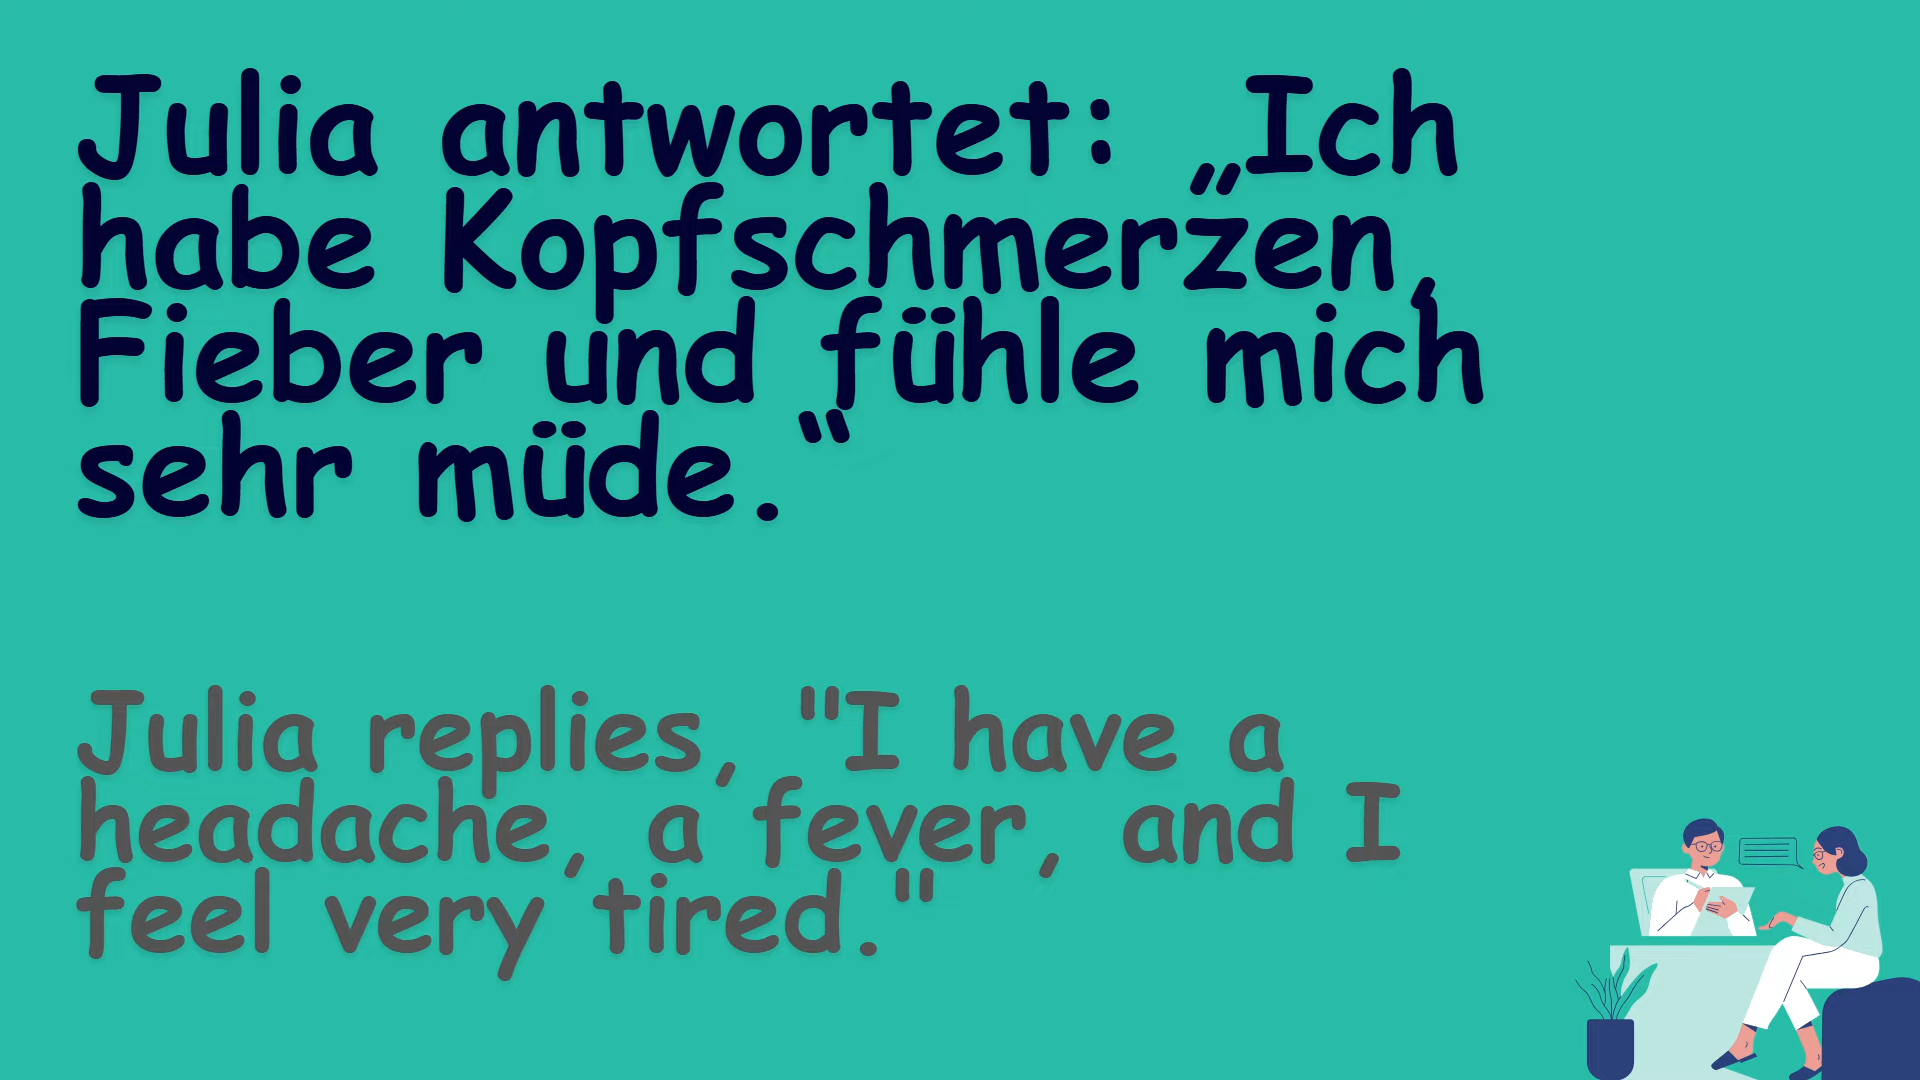 Julia antwortet: „Ich
habe Kopfschmerzen,
Fieber und fühle mich
sehr müde.“
Julia replies, "I have a
headache, a fever, and I
feel very tired."